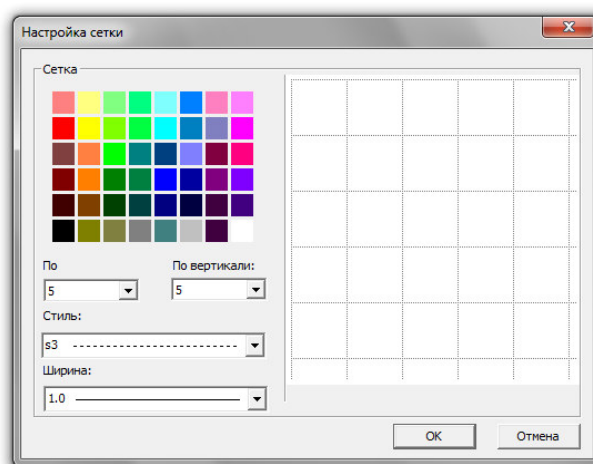 Настройка сетки
Сетка
По
По вертикали:
5
5
Стиль:
s3
Ширина:
1.0
OK
Отмена